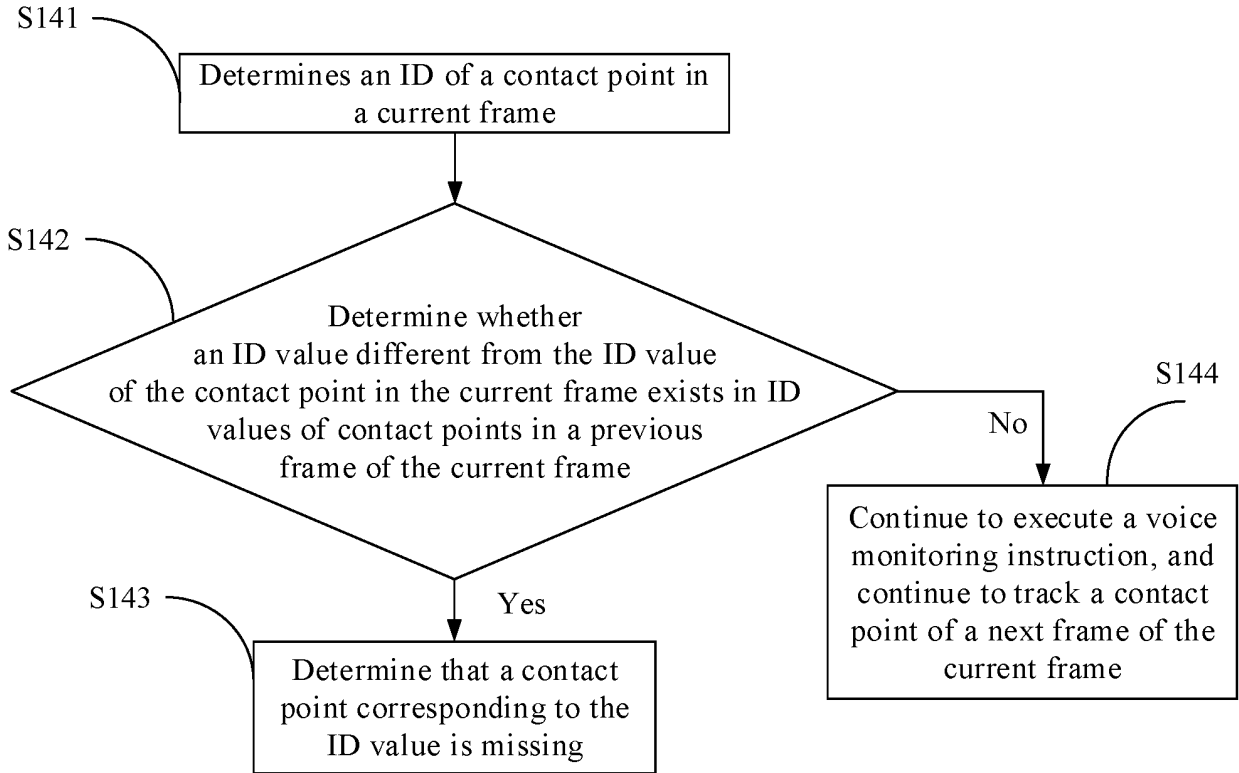 S141
Determines an ID of a contact point in
a current frame
S142
Determine whether
an ID value different from the ID value
of the contact point in the current frame exists in ID
values of contact points in a previous
frame of the current frame
S144
No
Continue to execute a voice
monitoring instruction, and
continue to track a contact
point of a next frame of the
current frame
S143
Yes
Determine that a contact
point corresponding to the
ID value is missing